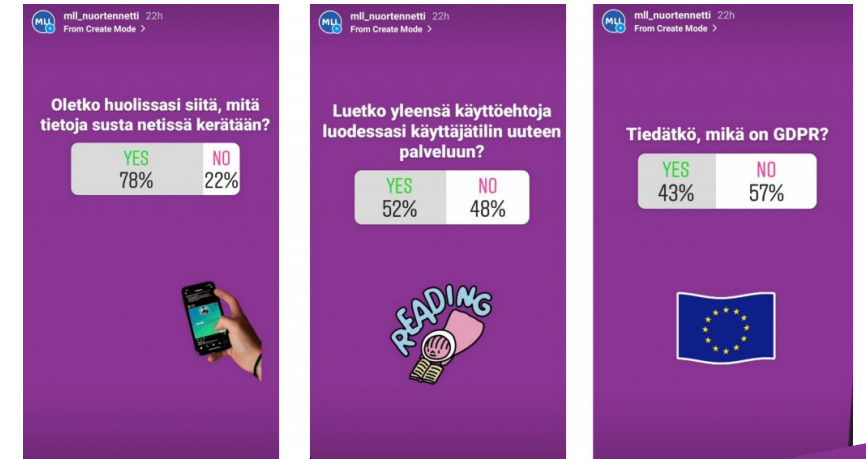 MLL
mll_nuortennetti 22h
From Create Mode >
Oletko huolissasi siitä, mitä
tietoja susta netissä kerätään?
YES NO
78% 22%
MLL
mll_nuortennetti 22h
From Create Mode >
Luetko yleensä käyttöehtoja
luodessasi käyttäjätilin uuteen
palveluun?
YES NO
52% 48%
READING
MLL
mll_nuortennetti 22h
From Create Mode >
Tiedätkö, mikä on GDPR?
YES NO
43% 57%